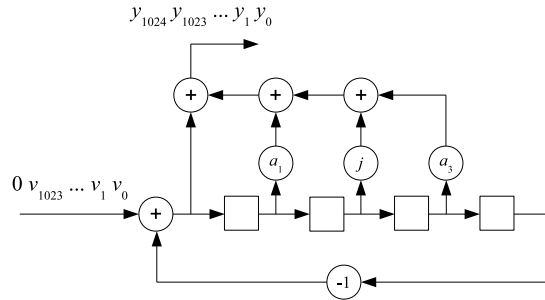 y₁₀₂₄ y₁₀₂₃ ... y₁ y₀
+ + +
a₁ j a₃
0 v₁₀₂₃ ... v₁ v₀
+
-1